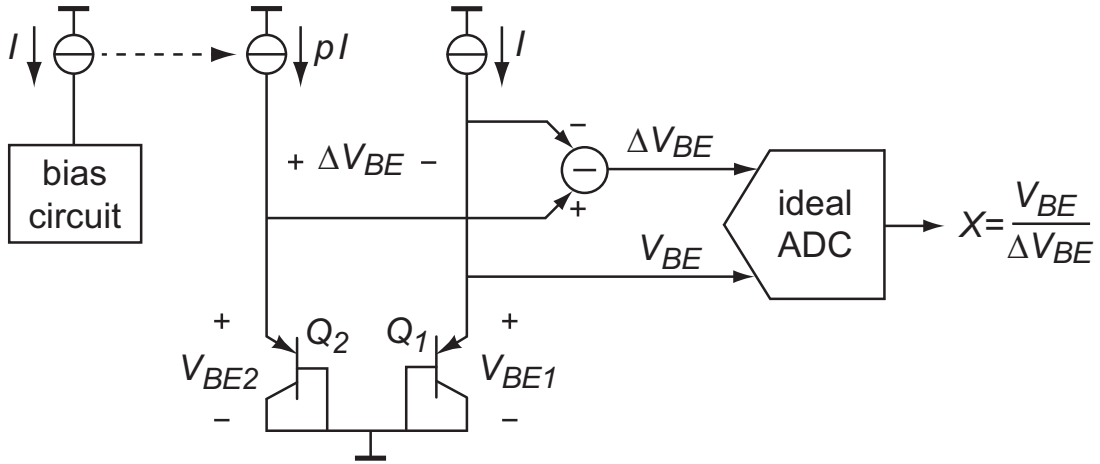 I
pI
I
bias
circuit
+ ΔV_BE −
−
+
ΔV_BE
V_BE
ideal
ADC
X = V_BE / ΔV_BE
+
V_BE2
−
Q_2
Q_1
+
V_BE1
−